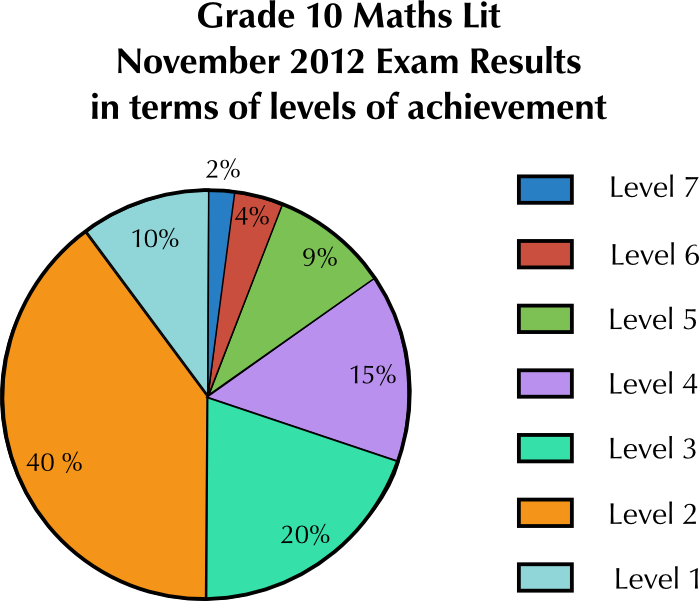 Grade 10 Maths Lit
November 2012 Exam Results
in terms of levels of achievement
2%
4%
10%
9%
15%
40 %
20%
Level 7
Level 6
Level 5
Level 4
Level 3
Level 2
Level 1